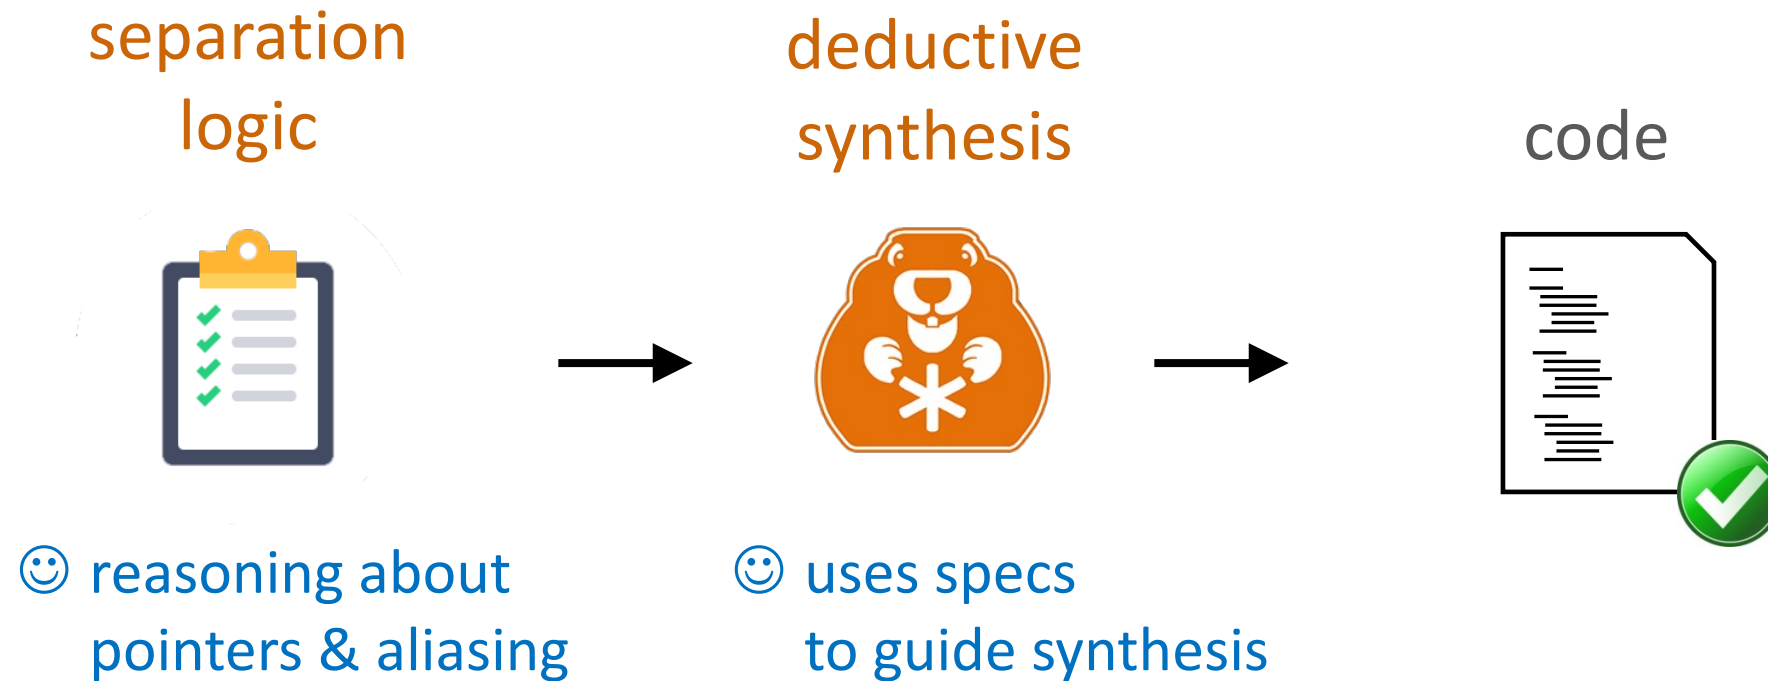 separation
logic
deductive
synthesis
code
reasoning about
pointers & aliasing
uses specs
to guide synthesis